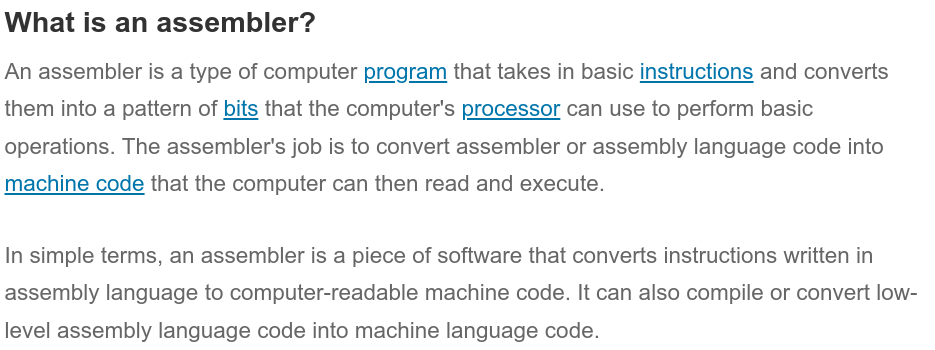 What is an assembler?
An assembler is a type of computer program that takes in basic instructions and converts
them into a pattern of bits that the computer's processor can use to perform basic
operations. The assembler's job is to convert assembler or assembly language code into
machine code that the computer can then read and execute.
In simple terms, an assembler is a piece of software that converts instructions written in
assembly language to computer-readable machine code. It can also compile or convert low-
level assembly language code into machine language code.